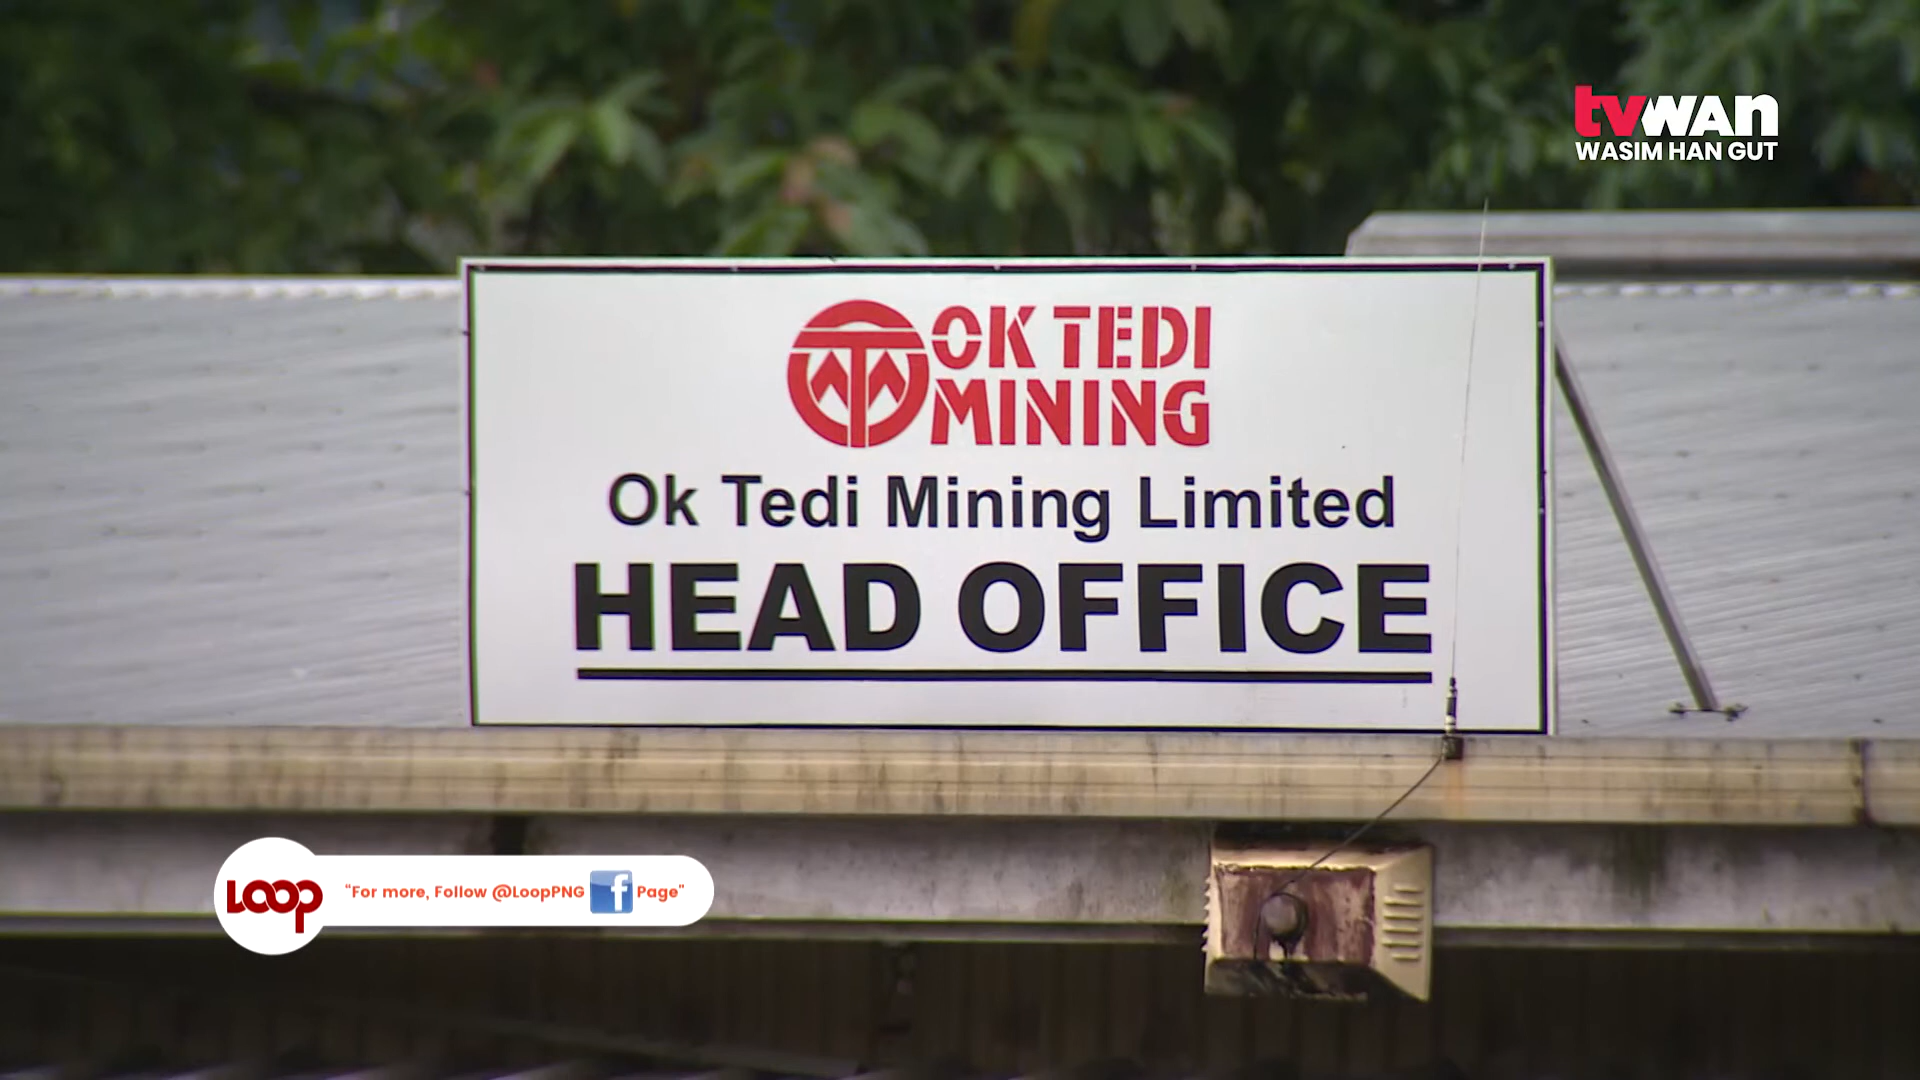 tvwan
WASIM HAN GUT
OK TEDI
MINING
Ok Tedi Mining Limited
HEAD OFFICE
LOOP
"For more, Follow @LoopPNG f Page"